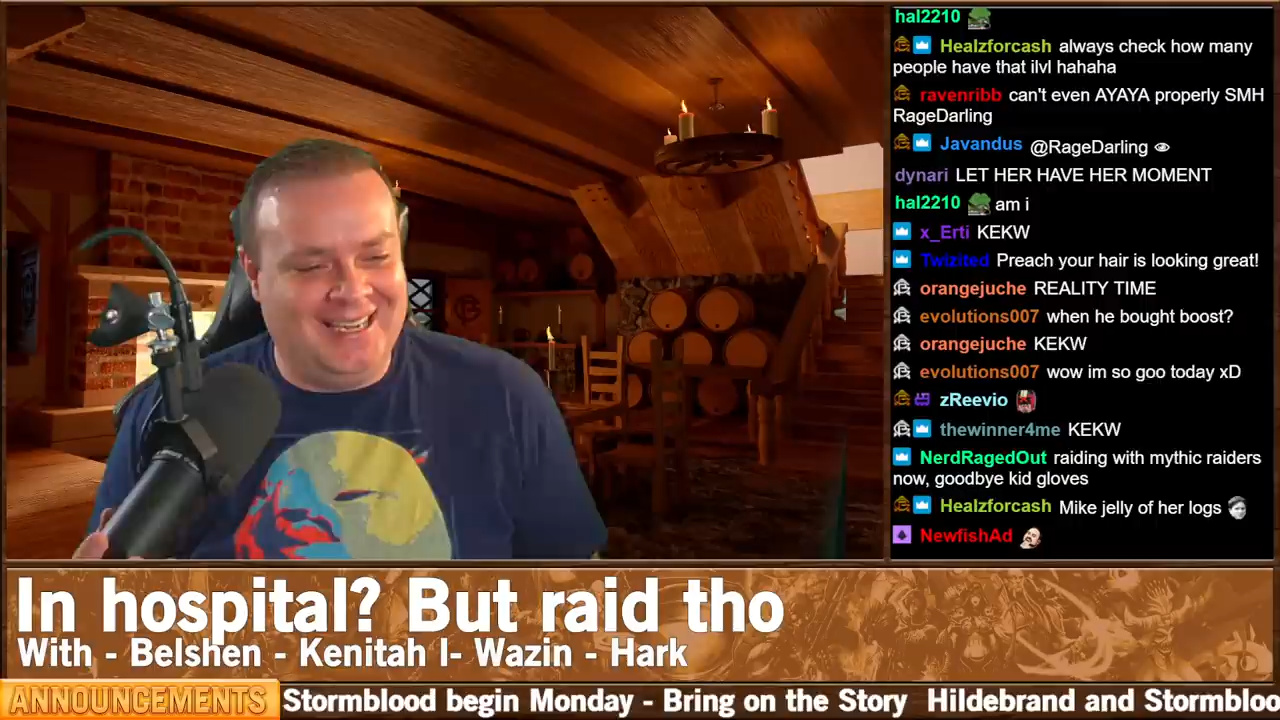 hal2210
Healzforcash always check how many
people have that ilvl hahaha
ravenribb can't even AYAYA properly SMH
RageDarling
Javandus @RageDarling
dynari LET HER HAVE HER MOMENT
hal2210 am i
x_Erti KEKW
Twizited Preach your hair is looking great!
orangejuche REALITY TIME
evolutions007 when he bought boost?
orangejuche KEKW
evolutions007 wow im so goo today xD
zReevio
thewinner4me KEKW
NerdRagedOut raiding with mythic raiders
now, goodbye kid gloves
Healzforcash Mike jelly of her logs
NewfishAd
In hospital? But raid tho
With - Belshen - Kenitah I- Wazin - Hark
ANNOUNCEMENTS Stormblood begin Monday - Bring on the Story Hildebrand and Stormbloo